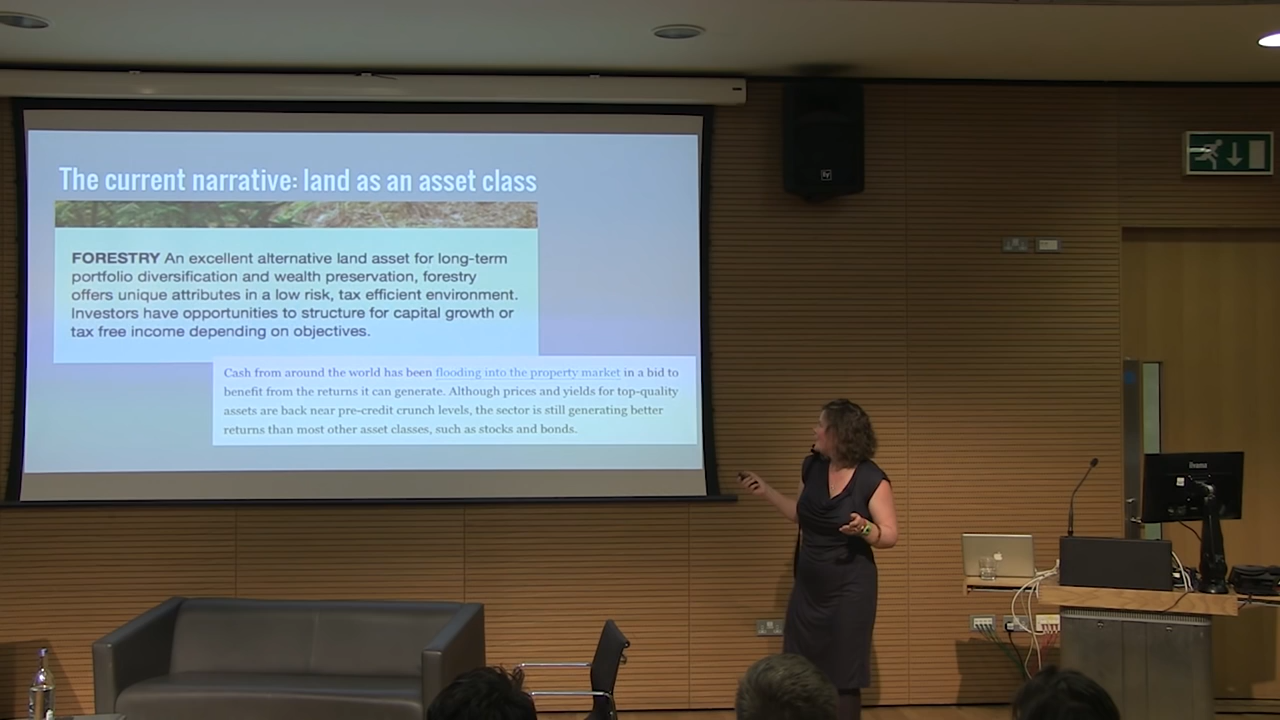 The current narrative: land as an asset class
FORESTRY An excellent alternative land asset for long-term
portfolio diversification and wealth preservation, forestry
offers unique attributes in a low risk, tax efficient environment.
Investors have opportunities to structure for capital growth or
tax free income depending on objectives.
Cash from around the world has been flooding into the property market in a bid to
benefit from the returns it can generate. Although prices and yields for top-quality
assets are back near pre-credit crunch levels, the sector is still generating better
returns than most other asset classes, such as stocks and bonds.
iiyama